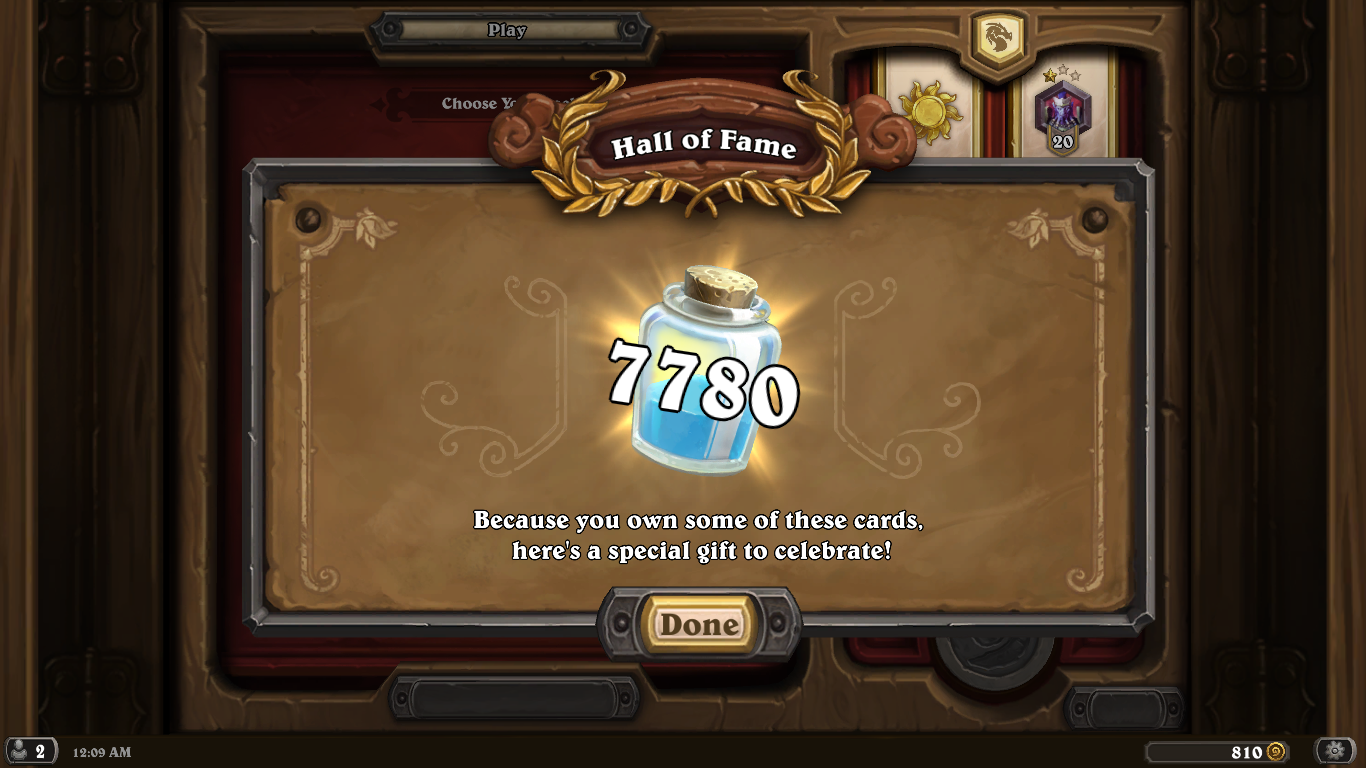 Play
Choose Yo
20
Hall of Fame
7780
Because you own some of these cards,
here's a special gift to celebrate!
Done
2
12:09 AM
810